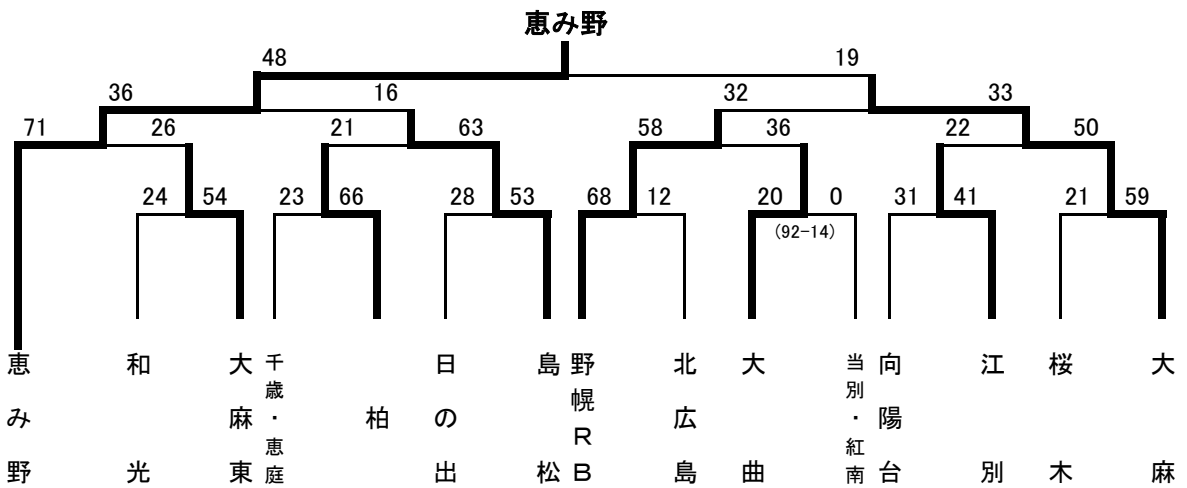 恵み野
48 19
36 16 32 33
71 26 21 63 58 36 22 50
24 54 23 66 28 53 68 12 20 0 31 41 21 59
(92-14)
恵み野
和光
大麻東
千歳・恵庭
柏
日の出
島松
野幌RB
北広島
大曲
当別・紅南
向陽台
江別
桜木
大麻